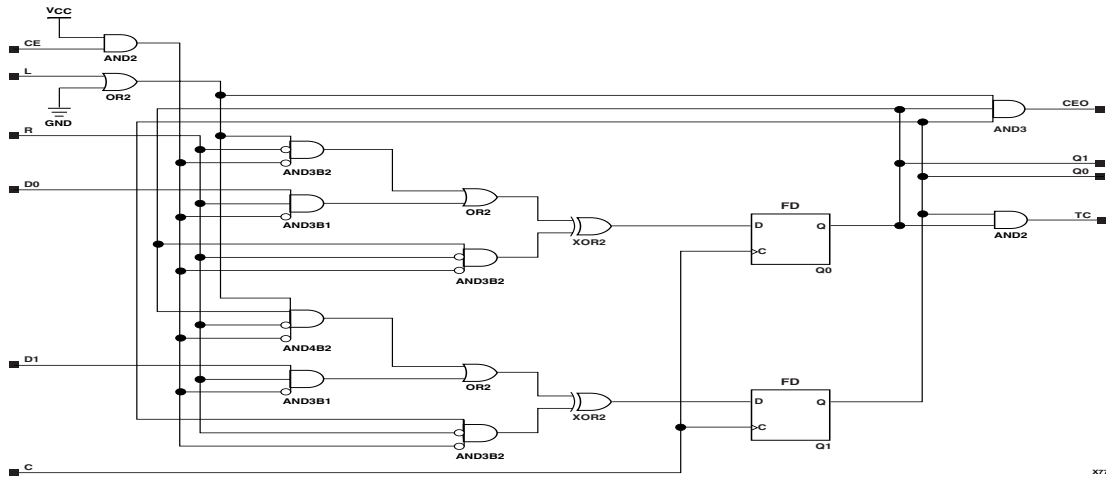 VCC
CE
AND2
L
OR2
GND
CEO
AND3
R
Q1
Q0
AND3B2
D0
FD
OR2
AND3B1
D
Q
TC
AND2
XOR2
C
Q0
AND3B2
AND4B2
D1
FD
OR2
AND3B1
D
Q
XOR2
C
Q1
AND3B2
C
X77